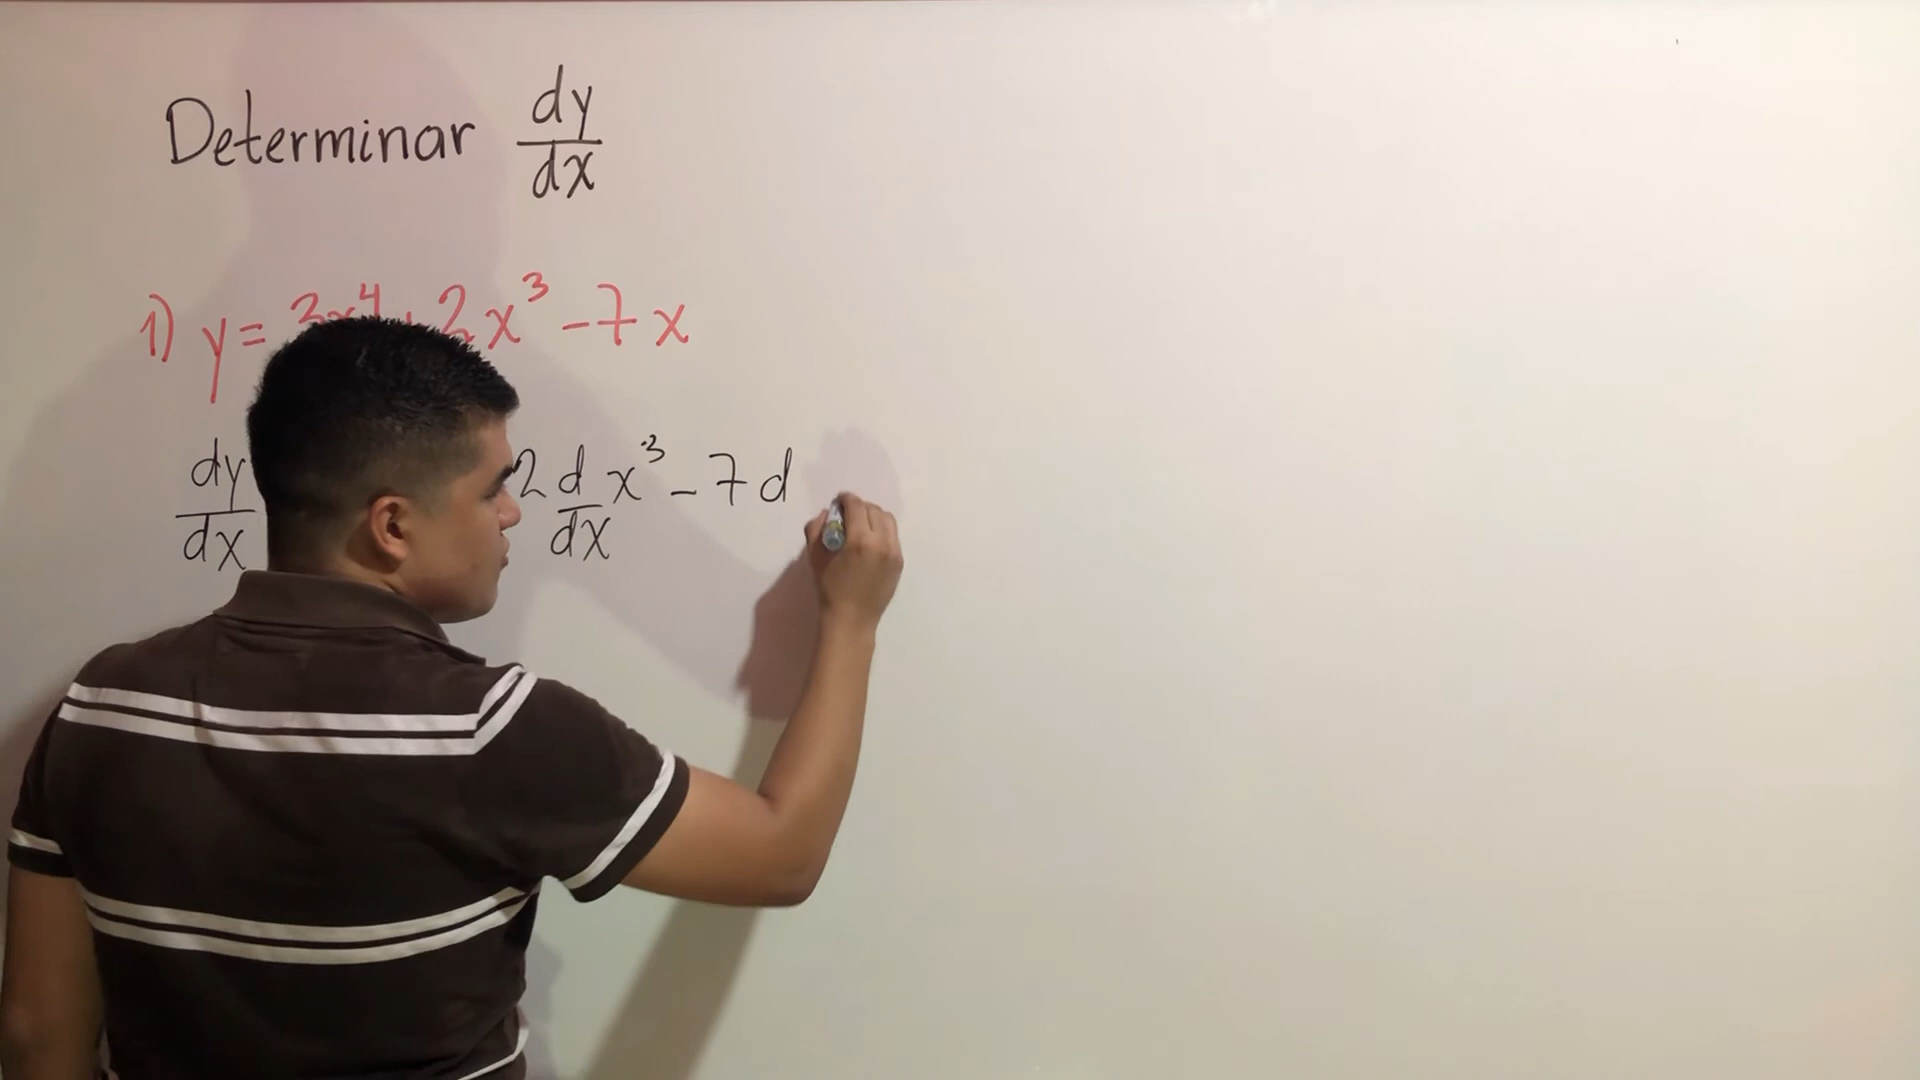 Determinar dy/dx
1) y = 3x⁴ + 2x³ - 7x
dy/dx 2 d/dx x³ - 7 d